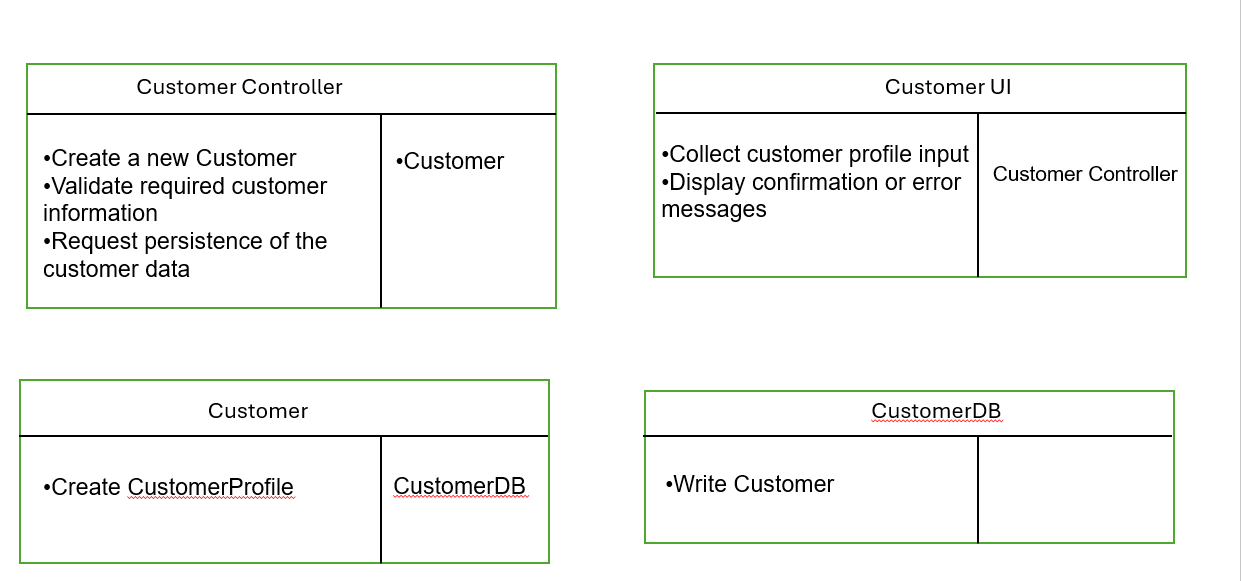 Customer Controller
•Create a new Customer
•Validate required customer
information
•Request persistence of the
customer data
•Customer
Customer UI
•Collect customer profile input
•Display confirmation or error
messages
Customer Controller
Customer
•Create CustomerProfile
CustomerDB
CustomerDB
•Write Customer